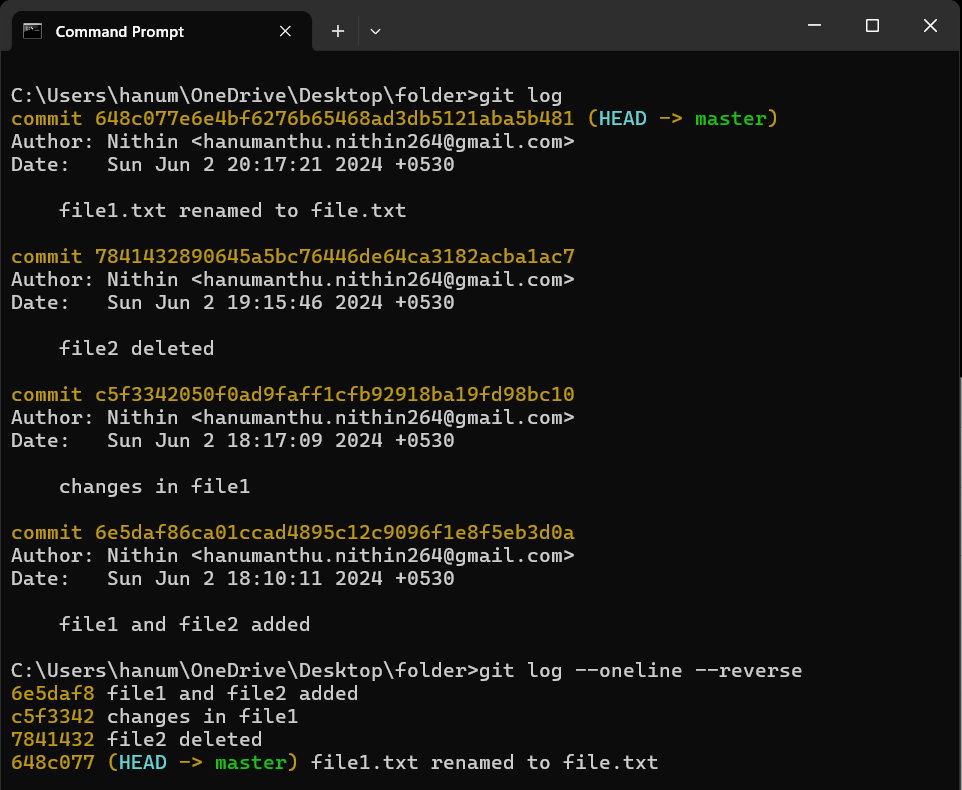 Command Prompt
C:\Users\hanum\OneDrive\Desktop\folder>git log
commit 648c077e6e4bf6276b65468ad3db5121aba5b481 (HEAD -> master)
Author: Nithin <hanumanthu.nithin264@gmail.com>
Date:   Sun Jun 2 20:17:21 2024 +0530
    file1.txt renamed to file.txt
commit 7841432890645a5bc76446de64ca3182acba1ac7
Author: Nithin <hanumanthu.nithin264@gmail.com>
Date:   Sun Jun 2 19:15:46 2024 +0530
    file2 deleted
commit c5f3342050f0ad9faff1cfb92918ba19fd98bc10
Author: Nithin <hanumanthu.nithin264@gmail.com>
Date:   Sun Jun 2 18:17:09 2024 +0530
    changes in file1
commit 6e5daf86ca01ccad4895c12c9096f1e8f5eb3d0a
Author: Nithin <hanumanthu.nithin264@gmail.com>
Date:   Sun Jun 2 18:10:11 2024 +0530
    file1 and file2 added
C:\Users\hanum\OneDrive\Desktop\folder>git log --oneline --reverse
6e5daf8 file1 and file2 added
c5f3342 changes in file1
7841432 file2 deleted
648c077 (HEAD -> master) file1.txt renamed to file.txt